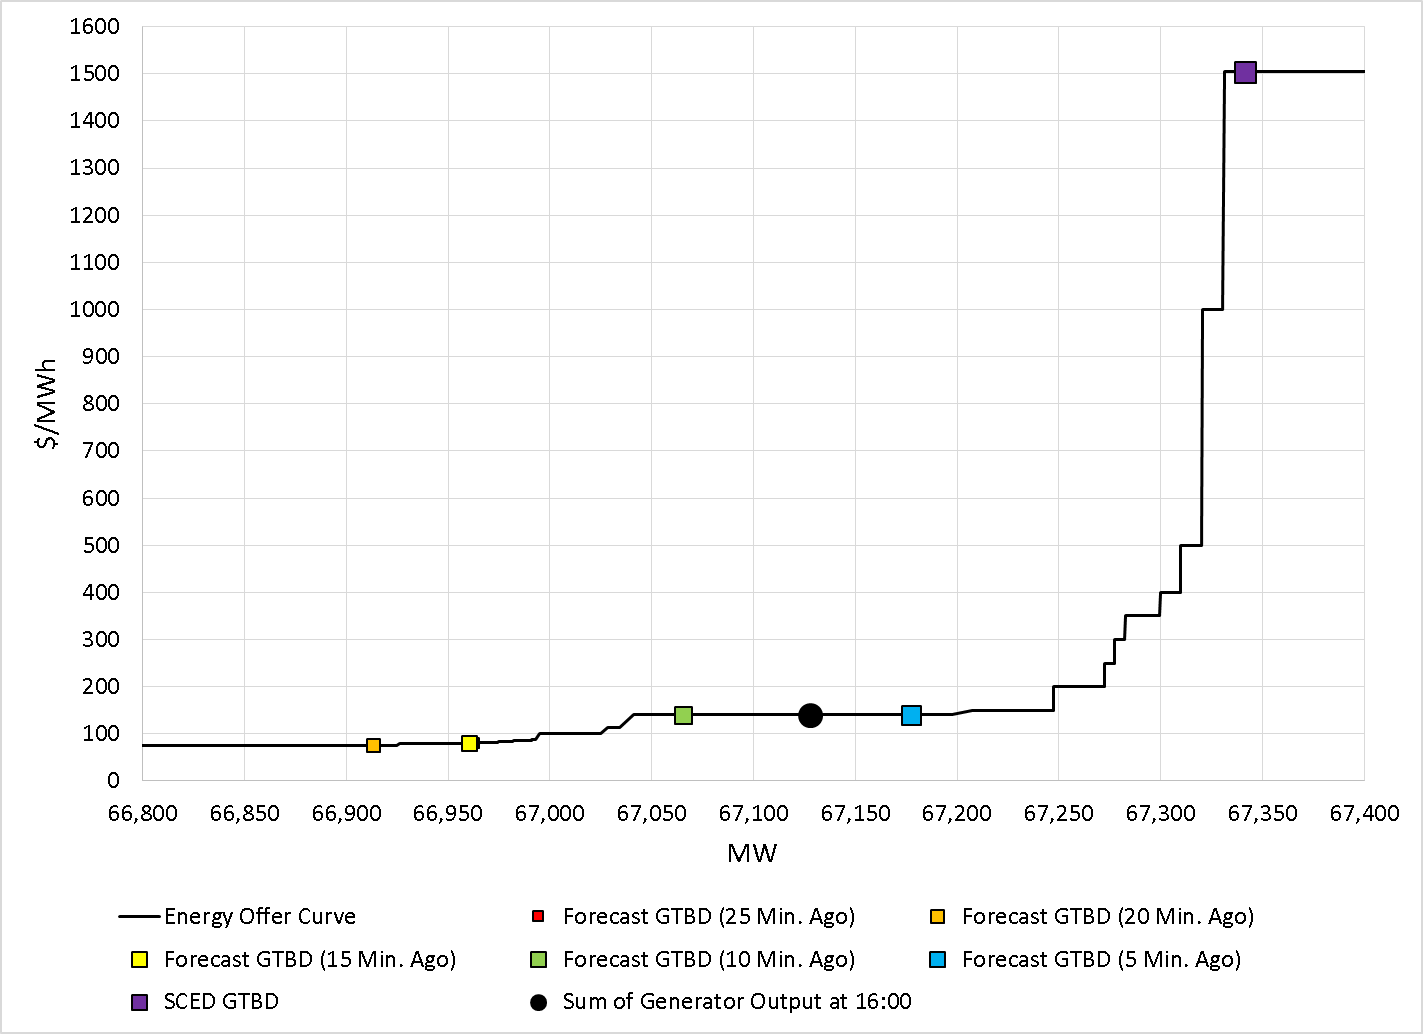 1600
1500
1400
1300
1200
1100
1000
900
800
700
600
500
400
300
200
100
0
$/MWh
66,800 66,850 66,900 66,950 67,000 67,050 67,100 67,150 67,200 67,250 67,300 67,350 67,400
MW
Energy Offer Curve Forecast GTBD (25 Min. Ago) Forecast GTBD (20 Min. Ago)
Forecast GTBD (15 Min. Ago) Forecast GTBD (10 Min. Ago) Forecast GTBD (5 Min. Ago)
SCED GTBD Sum of Generator Output at 16:00